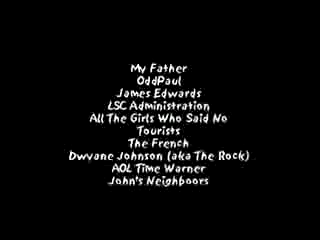 My Father
OddPaul
James Edwards
LSC Administration
All The Girls Who Said No
Tourists
The French
Dwyane Johnson (aka The Rock)
AOL Time Warner
John's Neighboors